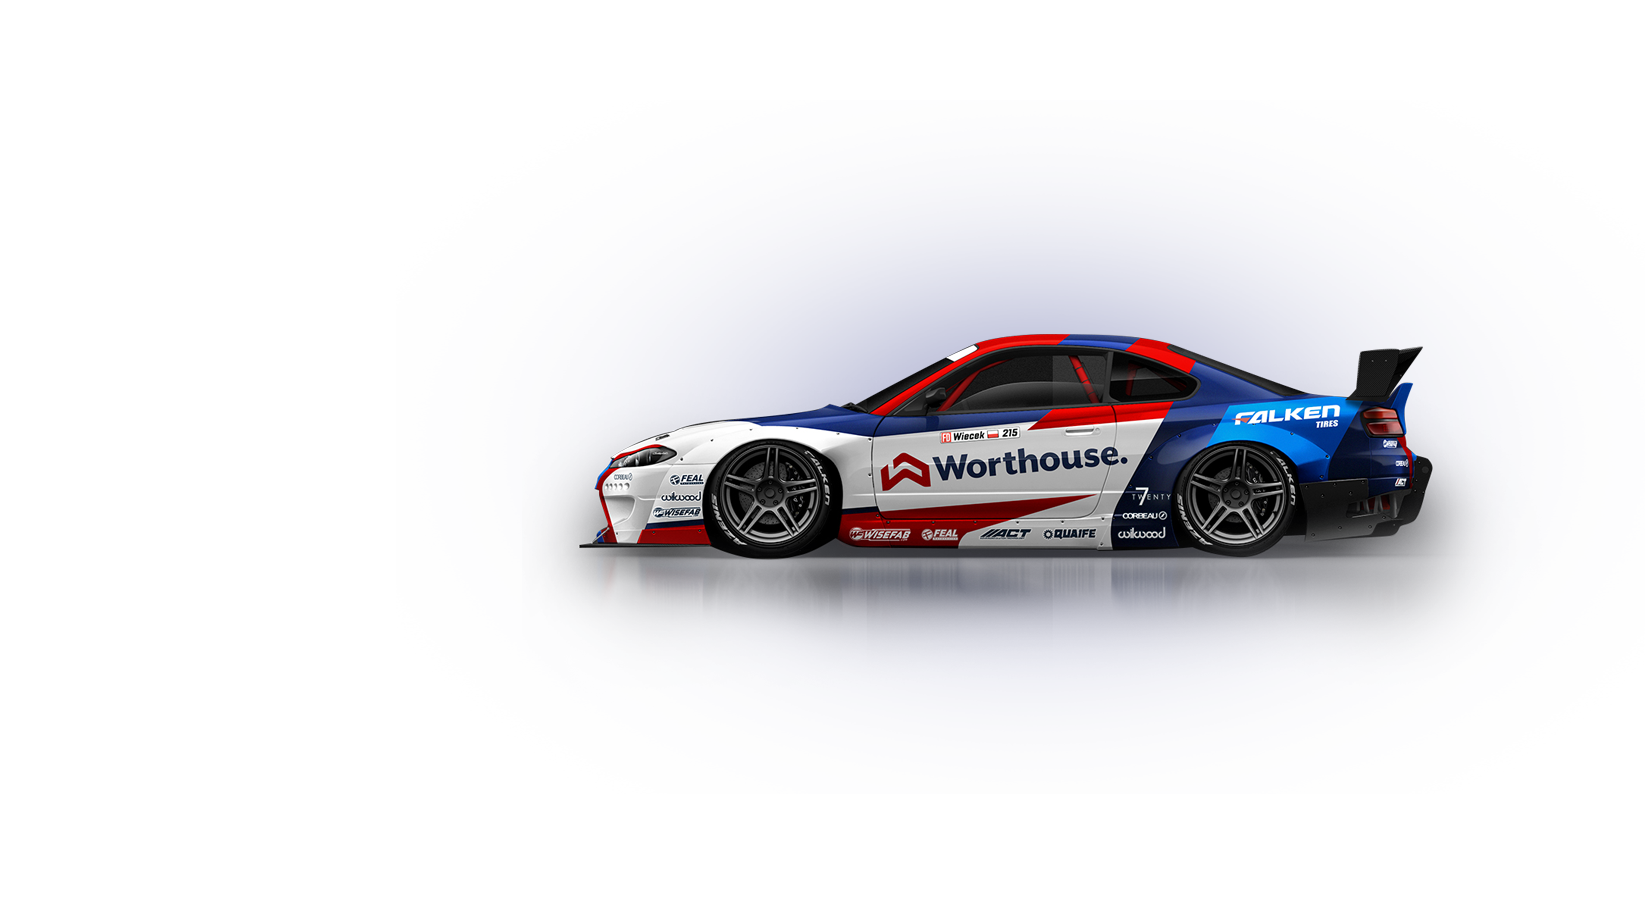 FD Wiecek 215
Worthouse.
FALKEN
TIRES
FEAL
wilwood
WISEFAB
FALKEN
7
TWENTY
CORBEAU
wilwood
WISEFAB
FEAL
ACT
QUAIFE
FALKEN
CORBEAU